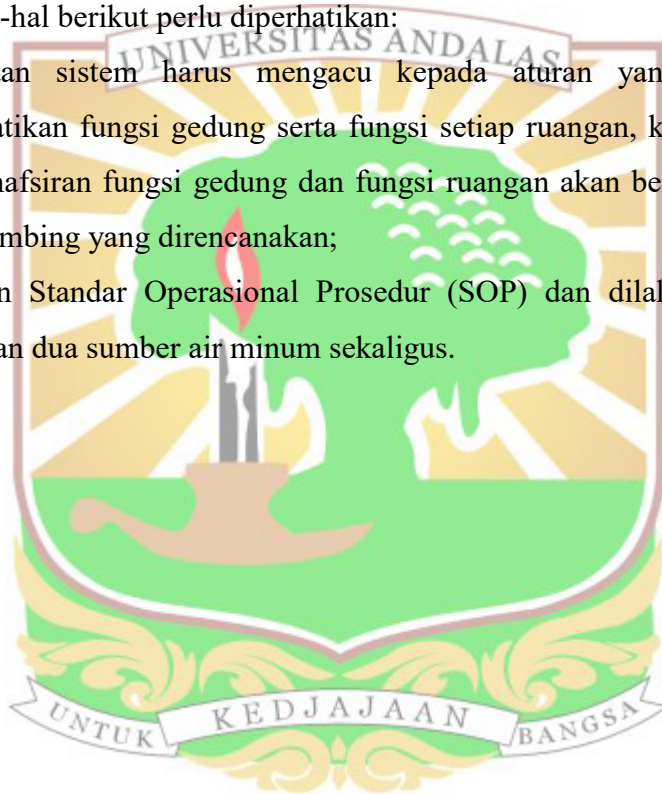 -hal berikut perlu diperhatikan:
UNIVERSITAS ANDALAS
an sistem harus mengacu kepada aturan yan
atikan fungsi gedung serta fungsi setiap ruangan, k
nafsiran fungsi gedung dan fungsi ruangan akan be
mbing yang direncanakan;
n Standar Operasional Prosedur (SOP) dan dilal
an dua sumber air minum sekaligus.
UNTUK KEDJAJAAN BANGSA